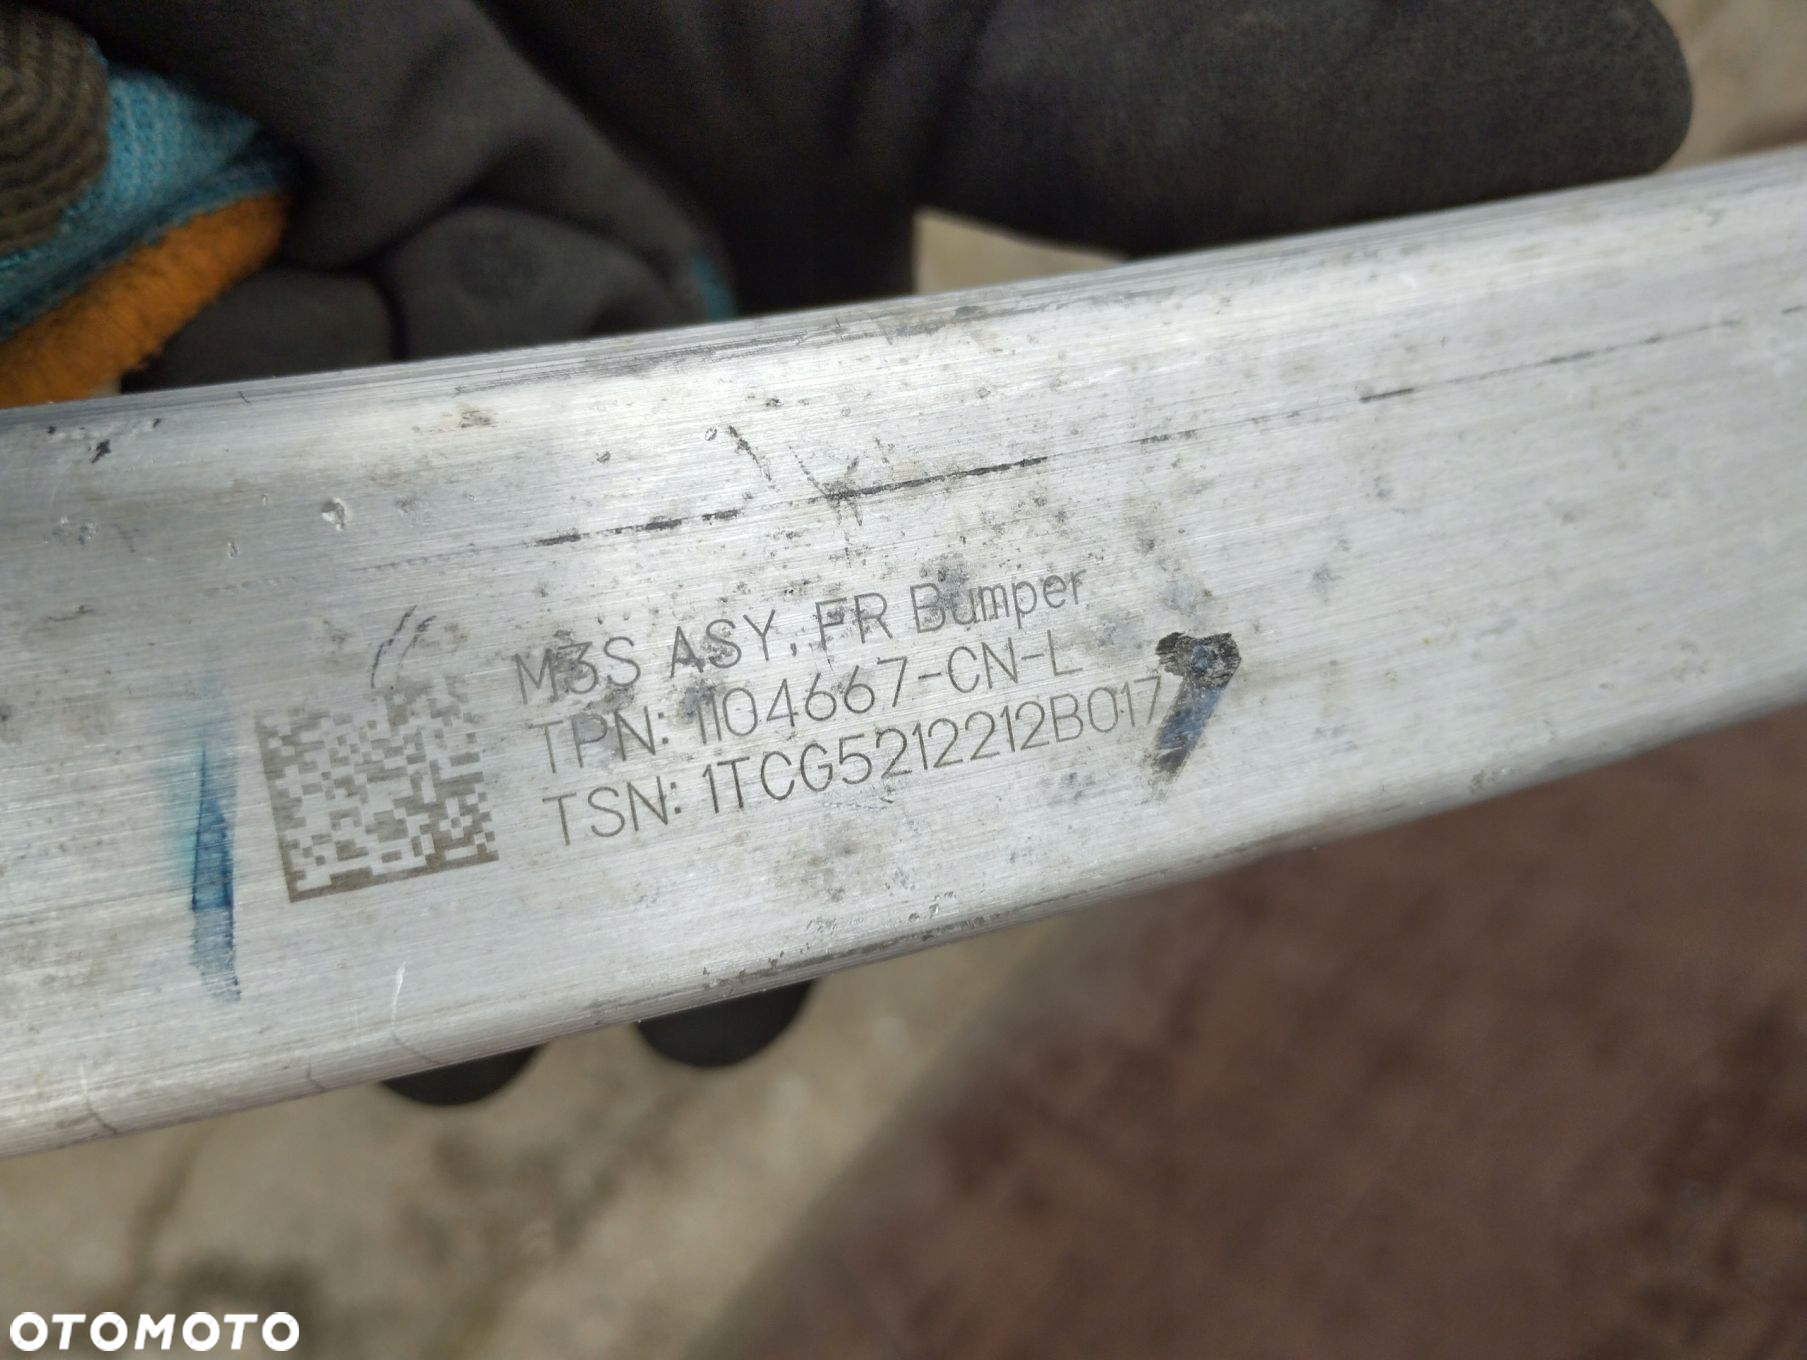 M3S ASY, FR Bumper
TPN: 1104667-CN-L
TSN: 1TCG5212212B017
OTOMOTO